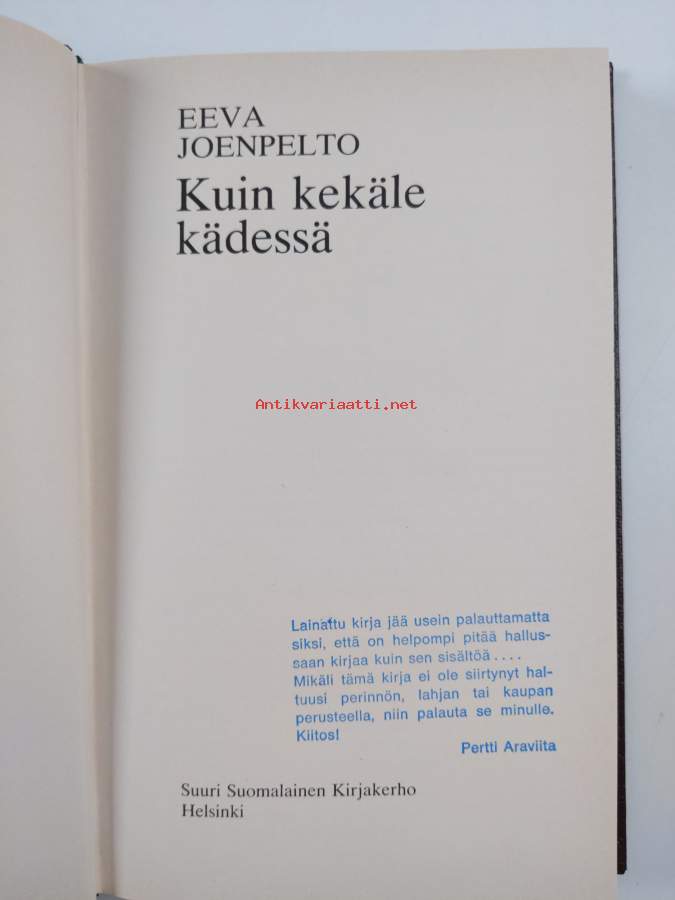 EEVA
JOENPELTO
Kuin kekäle
kädessä
Antikvariaatti.net
Lainattu kirja jää usein palauttamatta
siksi, että on helpompi pitää hallus-
saan kirjaa kuin sen sisältöä . . . .
Mikäli tämä kirja ei ole siirtynyt hal-
tuusi perinnön, lahjan tai kaupan
perusteella, niin palauta se minulle.
Kiitos!
Pertti Araviita
Suuri Suomalainen Kirjakerho
Helsinki